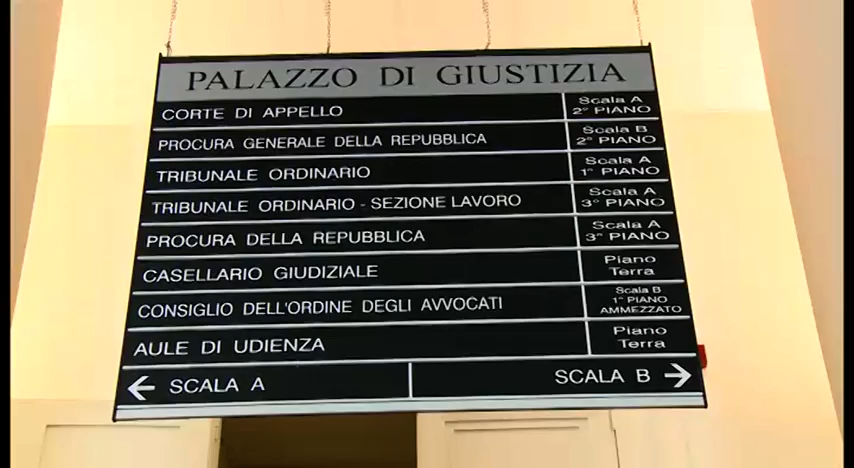 PALAZZO DI GIUSTIZIA
CORTE DI APPELLO
Scala A
2° PIANO
PROCURA GENERALE DELLA REPUBBLICA
Scala B
2° PIANO
TRIBUNALE ORDINARIO
Scala A
1° PIANO
TRIBUNALE ORDINARIO - SEZIONE LAVORO
Scala A
3° PIANO
PROCURA DELLA REPUBBLICA
Scala A
3° PIANO
CASELLARIO GIUDIZIALE
Piano
Terra
CONSIGLIO DELL'ORDINE DEGLI AVVOCATI
Scala B
1° PIANO
AMMEZZATO
AULE DI UDIENZA
Piano
Terra
← SCALA A
SCALA B →